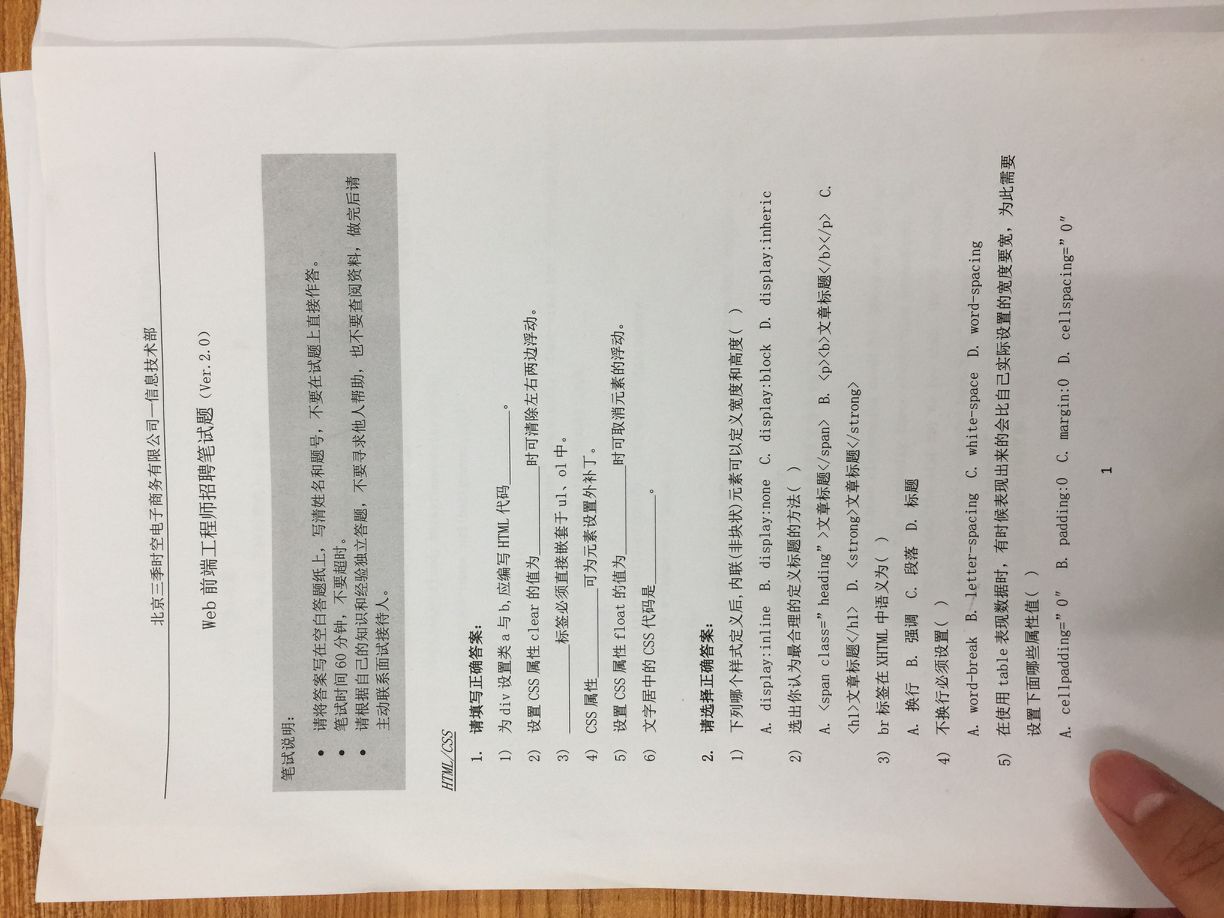 北京三季时空电子商务有限公司—信息技术部
Web 前端工程师招聘笔试题（Ver.2.0）
笔试说明：
• 请将答案写在空白答题纸上，写清姓名和题号，不要在试题上直接作答。
• 笔试时间 60 分钟，不要超时。
• 请根据自己的知识和经验独立答题，不要寻求他人帮助，也不要查阅资料，做完后请
主动联系面试接待人。
HTML/CSS
1. 请填写正确答案：
1) 为 div 设置类 a 与 b,应编写 HTML 代码__________。
2) 设置 CSS 属性 clear 的值为____________时可清除左右两边浮动。
3) ____________标签必须直接嵌套于 ul、ol 中。
4) CSS 属性____________可为元素设置外补丁。
5) 设置 CSS 属性 float 的值为____________时可取消元素的浮动。
6) 文字居中的 CSS 代码是____________。
2. 请选择正确答案：
1) 下列哪个样式定义后,内联(非块状)元素可以定义宽度和高度( )
A. display:inline B. display:none C. display:block D. display:inheric
2) 选出你认为最合理的定义标题的方法( )
A. <span class=”heading”>文章标题</span> B. <p><b>文章标题</b></p> C.
<h1>文章标题</h1> D. <strong>文章标题</strong>
3) br 标签在 XHTML 中语义为( )
A. 换行 B. 强调 C. 段落 D. 标题
4) 不换行必须设置( )
A. word-break B. letter-spacing C. white-space D. word-spacing
5) 在使用 table 表现数据时，有时候表现出来的会比自己实际设置的宽度要宽，为此需要
设置下面哪些属性值( )
A. cellpadding=”0″ B. padding:0 C. margin:0 D. cellspacing=”0″
1